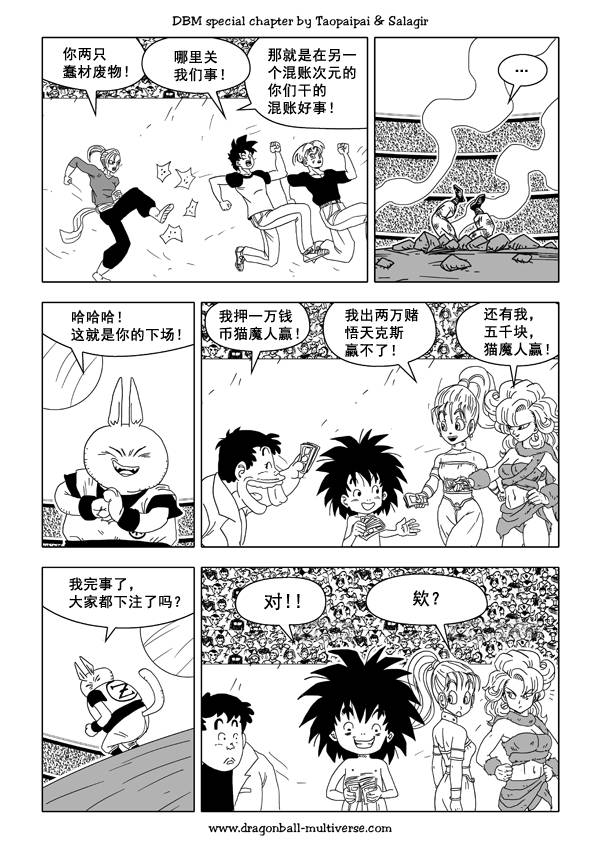 DBM special chapter by Taopaipai & Salagir
你两只
蠢材废物！
哪里关
我们事！
那就是在另一
个混账次元的
你们干的
混账好事！
...
哈哈哈！
这就是你的下场！
我押一万钱
币猫魔人赢！
我出两万赌
悟天克斯
赢不了！
还有我，
五千块，
猫魔人赢！
我完事了，
大家都下注了吗？
对！！
欸？
www.dragonball-multiverse.com